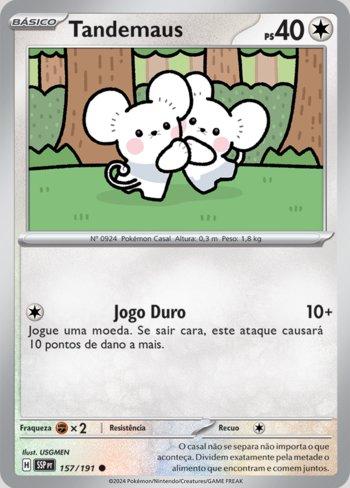 BÁSICO Tandemaus PS 40
Nº 0924 Pokémon Casal Altura: 0,3 m Peso: 1,8 kg
Jogo Duro 10+
Jogue uma moeda. Se sair cara, este ataque causará
10 pontos de dano a mais.
Fraqueza × 2 Resistência Recuo
Ilust. USGMEN
H SSP PT 157/191
O casal não se separa não importa o que
aconteça. Dividem exatamente pela metade o
alimento que encontram e comem juntos.
©2024 Pokémon/Nintendo/Creatures/GAME FREAK